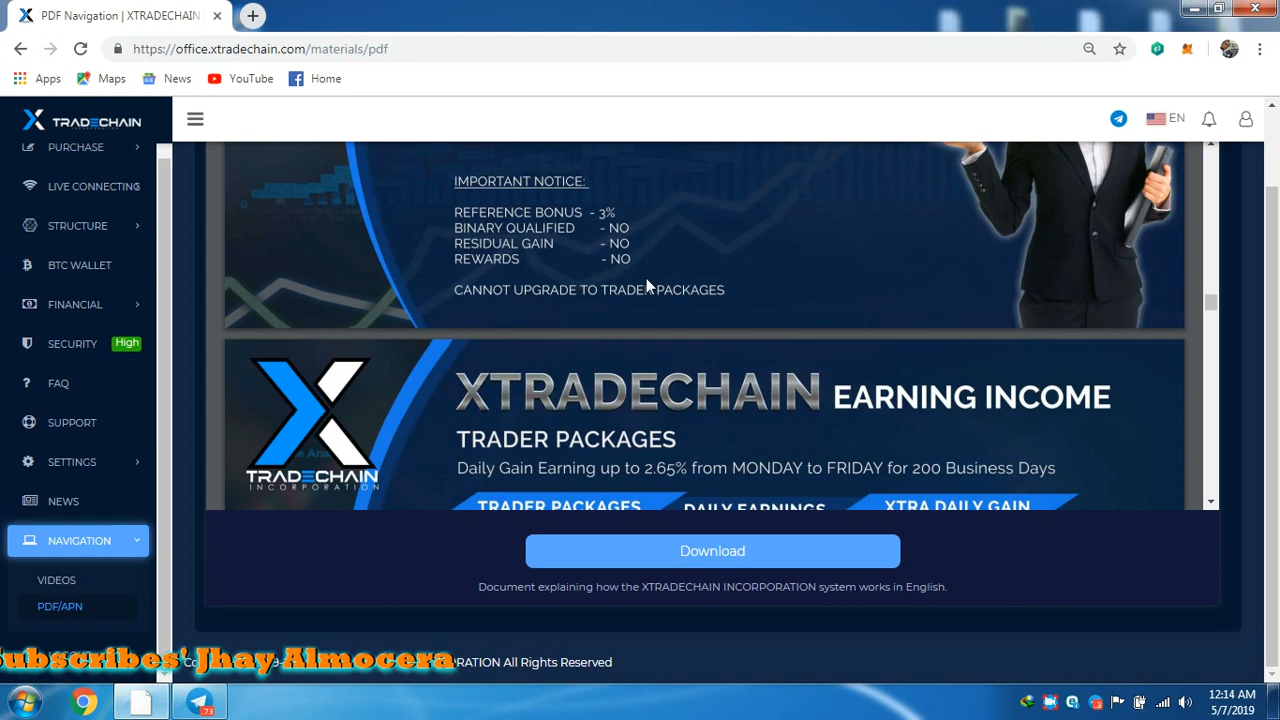 PDF Navigation | XTRADECHAIN
https://office.xtradechain.com/materials/pdf
Apps Maps News YouTube Home
TRADECHAIN
EN
PURCHASE
LIVE CONNECTING
STRUCTURE
BTC WALLET
FINANCIAL
SECURITY High
FAQ
SUPPORT
SETTINGS
NEWS
NAVIGATION
VIDEOS
PDF/APN
IMPORTANT NOTICE:
REFERENCE BONUS - 3%
BINARY QUALIFIED - NO
RESIDUAL GAIN - NO
REWARDS - NO
CANNOT UPGRADE TO TRADER PACKAGES
TRADECHAIN
INCORPORATION
XTRADECHAIN EARNING INCOME
TRADER PACKAGES
Daily Gain Earning up to 2.65% from MONDAY to FRIDAY for 200 Business Days
TRADER PACKAGES DAILY EARNINGS XTRA DAILY GAIN
Download
Document explaining how the XTRADECHAIN INCORPORATION system works in English.
All Rights Reserved
Subscribes' Jhay Almocera
73
12:14 AM
5/7/2019